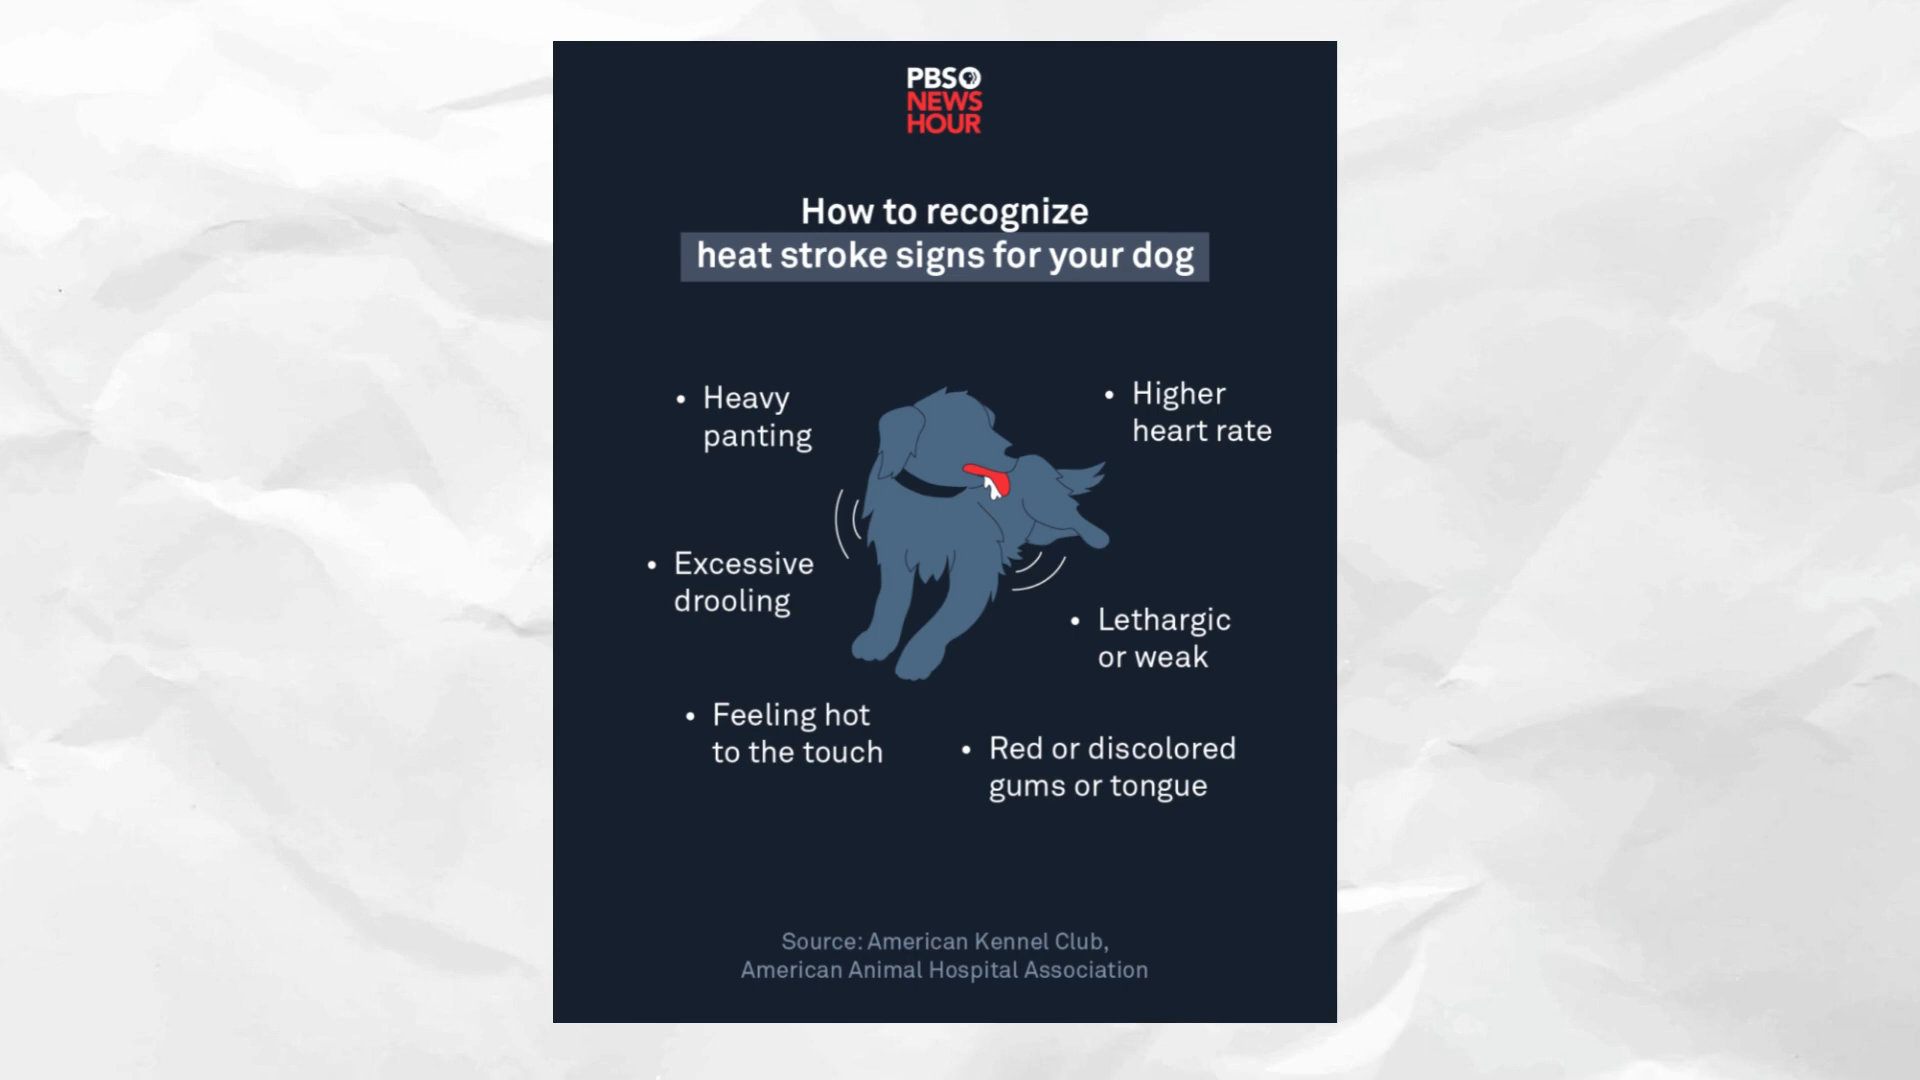 PBS
NEWS
HOUR
How to recognize
heat stroke signs for your dog
• Heavy
panting
• Higher
heart rate
• Excessive
drooling
• Lethargic
or weak
• Feeling hot
to the touch
• Red or discolored
gums or tongue
Source: American Kennel Club,
American Animal Hospital Association